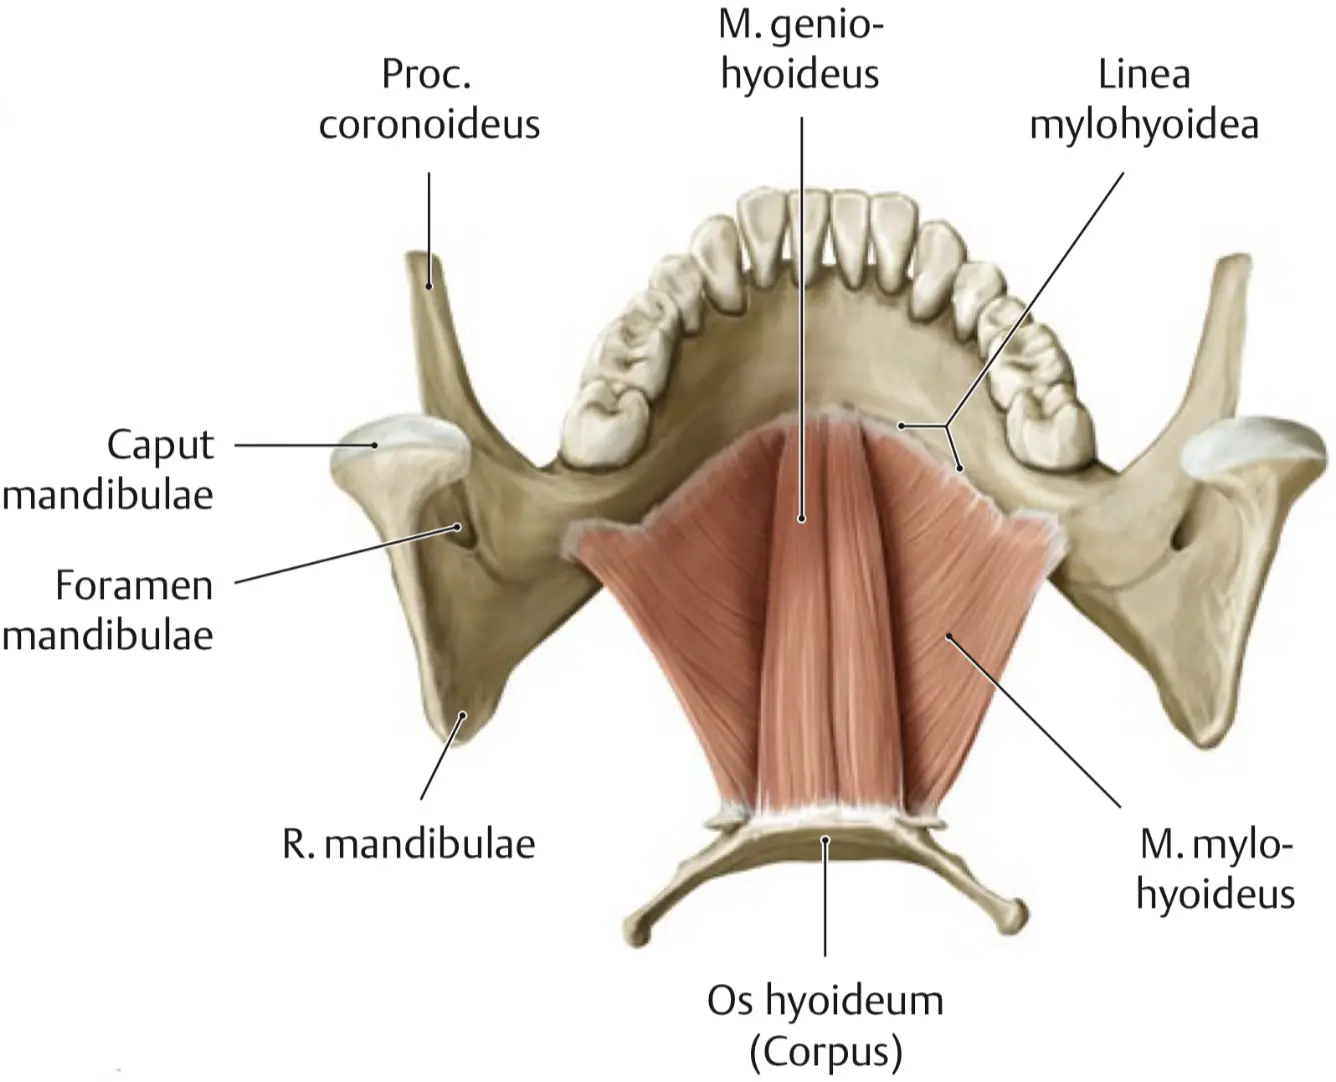 M. genio-
hyoideus
Proc.
coronoideus
Linea
mylohyoidea
Caput
mandibulae
Foramen
mandibulae
R. mandibulae
M. mylo-
hyoideus
Os hyoideum
(Corpus)